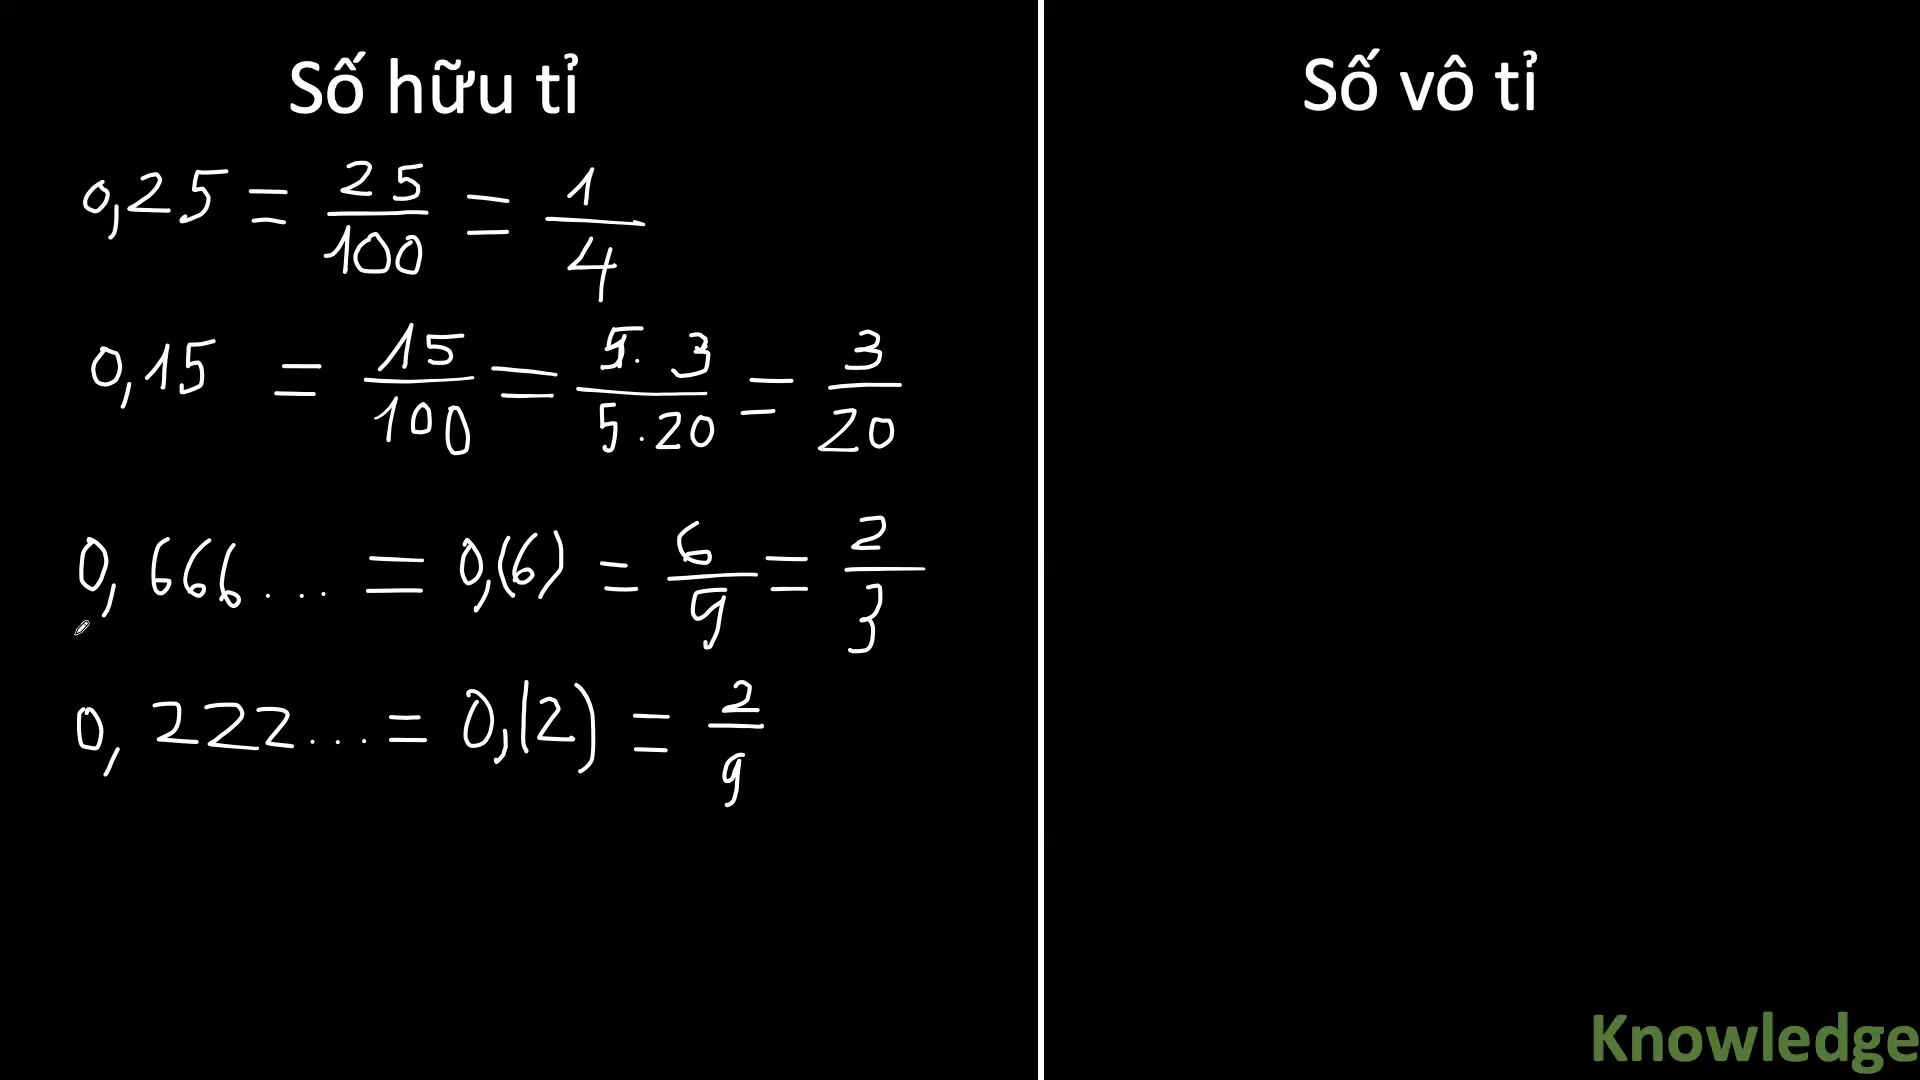 Số hữu tỉ
0,25 = 25/100 = 1/4
0,15 = 15/100 = 5.3/5.20 = 3/20
0,666... = 0,(6) = 6/9 = 2/3
0,222... = 0,(2) = 2/9
Số vô tỉ
Knowledge